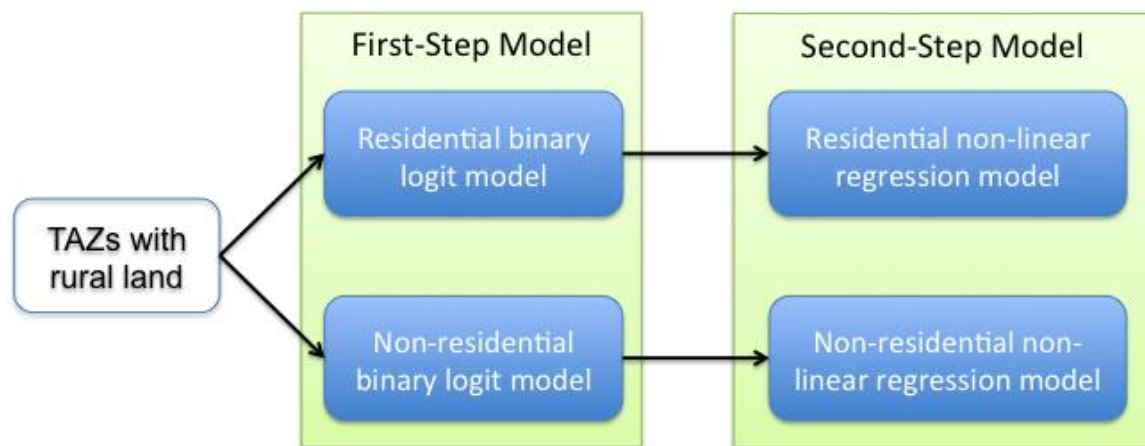 First-Step Model
Second-Step Model
Residential binary
logit model
Residential non-linear
regression model
TAZs with
rural land
Non-residential
binary logit model
Non-residential non-
linear regression model